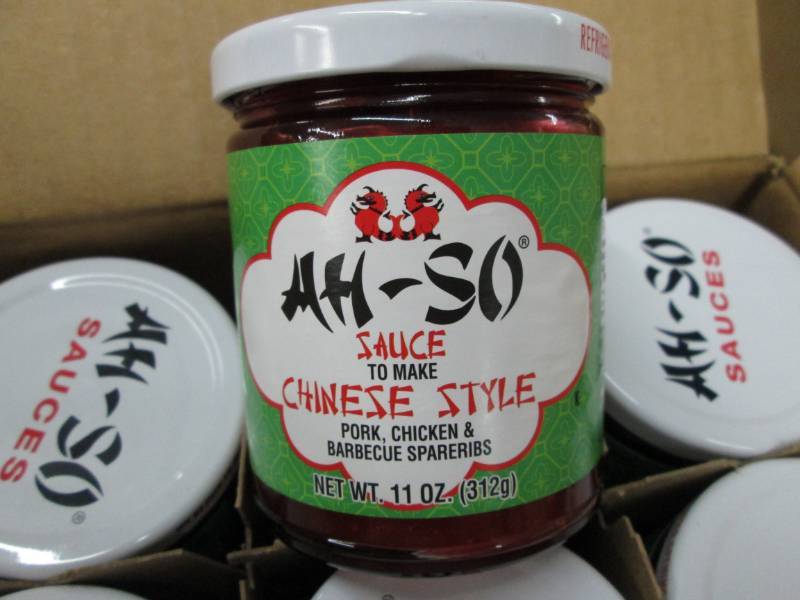 AH-SO®
SAUCE
TO MAKE
CHINESE STYLE
PORK, CHICKEN &
BARBECUE SPARERIBS
NET WT. 11 OZ. (312g)
AH-SO®
SAUCES
AH-SO
SAUCES